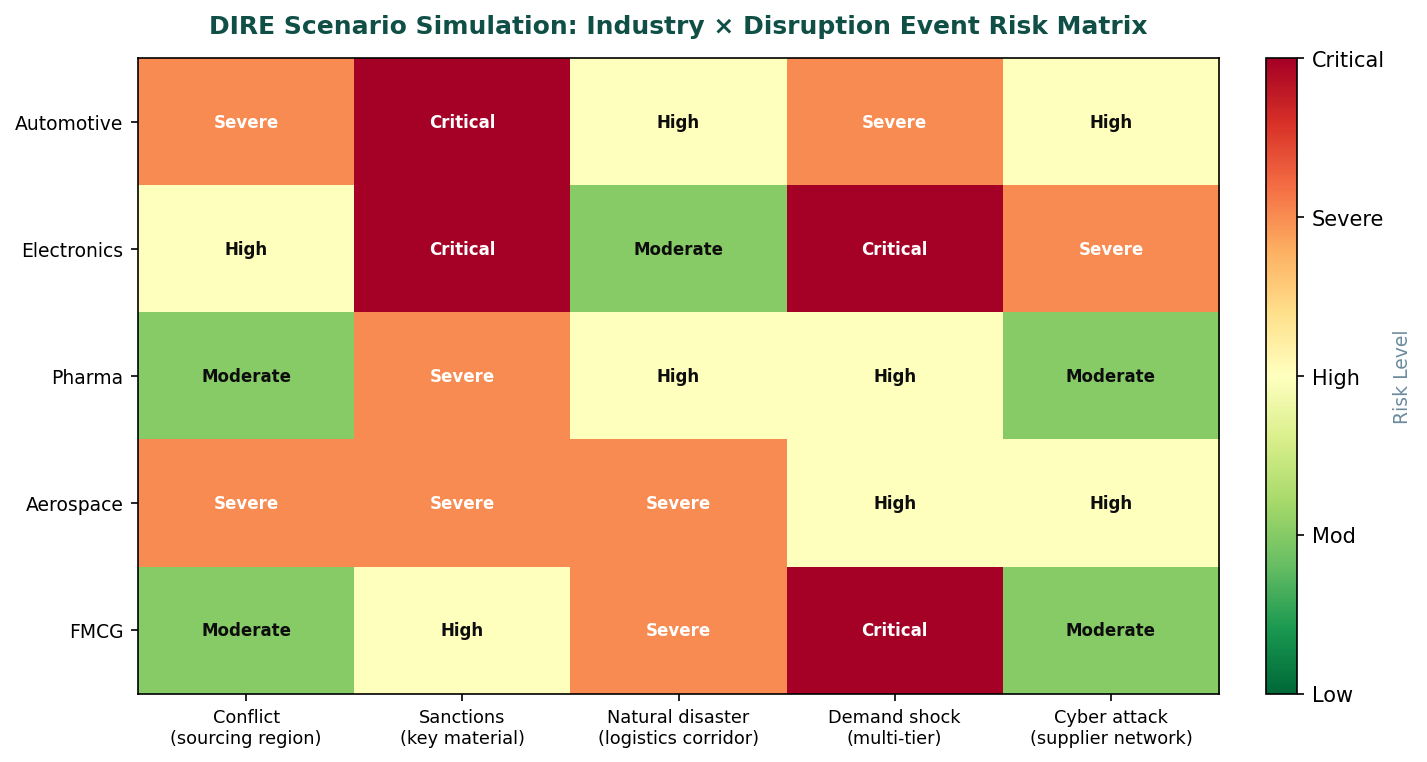 DIRE Scenario Simulation: Industry × Disruption Event Risk Matrix
Automotive
Severe
Critical
High
Severe
High
Electronics
High
Critical
Moderate
Critical
Severe
Pharma
Moderate
Severe
High
High
Moderate
Aerospace
Severe
Severe
Severe
High
High
FMCG
Moderate
High
Severe
Critical
Moderate
Conflict
(sourcing region)
Sanctions
(key material)
Natural disaster
(logistics corridor)
Demand shock
(multi-tier)
Cyber attack
(supplier network)
Critical
Severe
High
Mod
Low
Risk Level